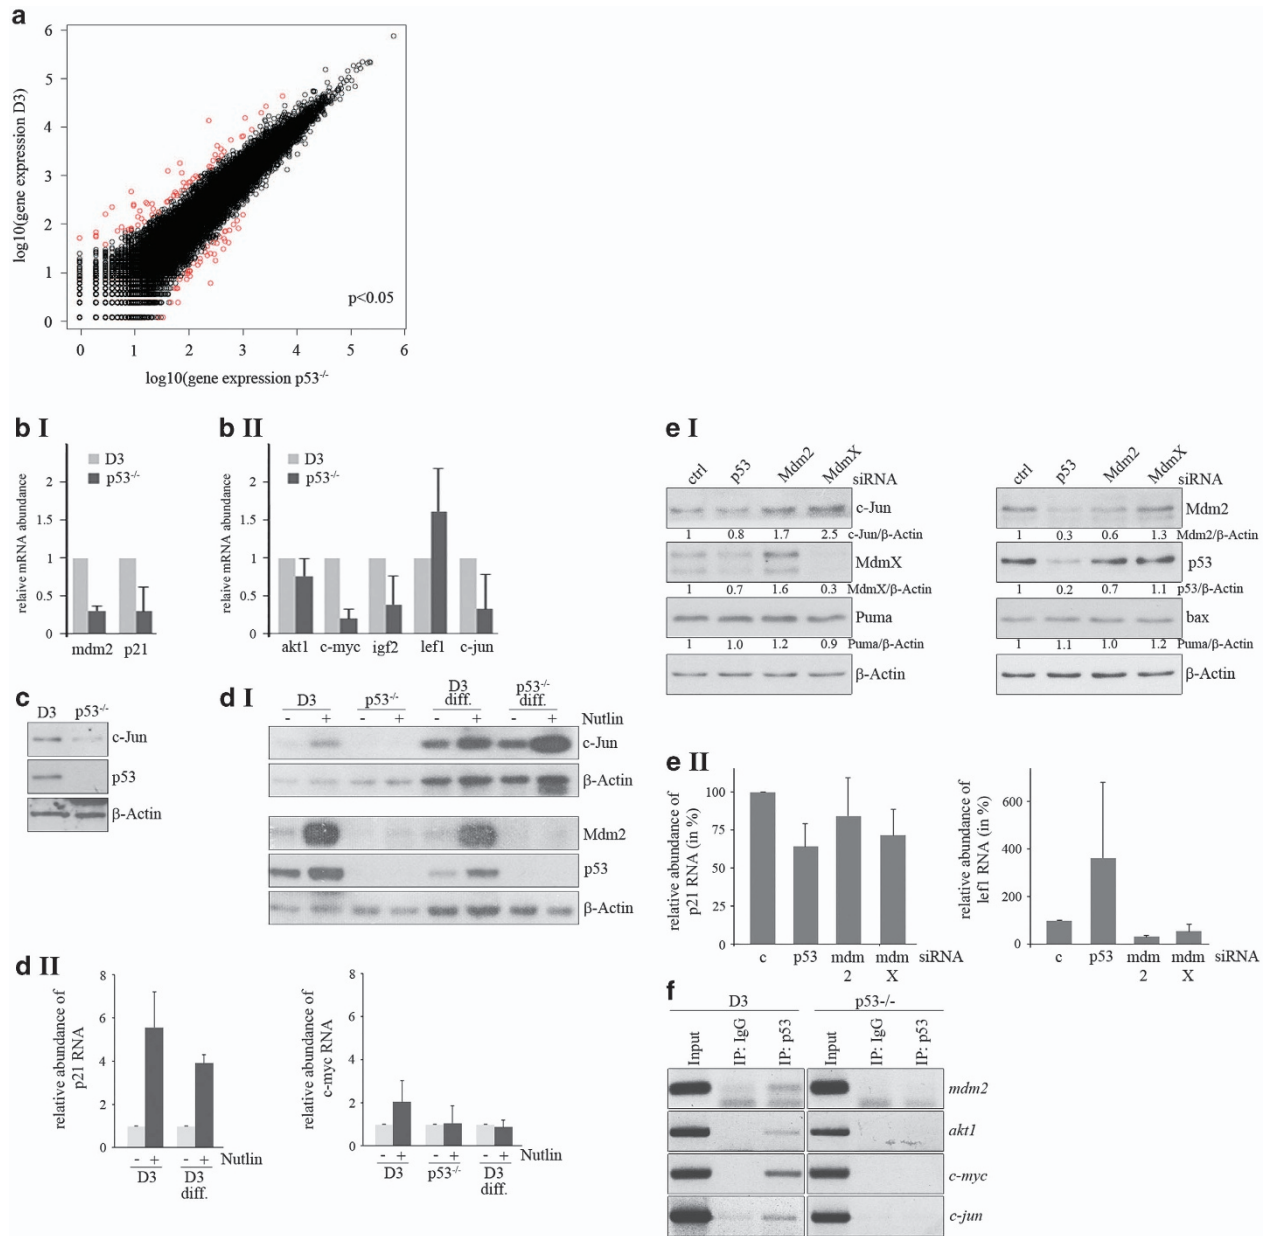 a
log10(gene expression D3)
6
5
4
3
2
1
0
p<0.05
0 1 2 3 4 5 6
log10(gene expression p53-/-
b I
relaive mRNA abundance
2
1.5
1
0.5
0
D3
p53-/-
mdm2 p21
b II
relaive mRNA abundance
2
1.5
1
0.5
0
D3
p53-/-
akt1 c-myc igf2 lef1 c-jun
c
D3 p53-/-
c-Jun
p53
β-Actin
d I
D3 p53-/- D3 diff. p53-/- diff.
- + - + - + - + Nutlin
c-Jun
β-Actin
Mdm2
p53
β-Actin
d II
relative abundance of
p21 RNA
8
6
4
2
0
- + - + Nutlin
D3 D3
diff.
relative abundance of
c-myc RNA
8
6
4
2
0
- + - + - + Nutlin
D3 p53-/- D3
diff.
e I
ctrl p53 Mdm2 MdmX siRNA
c-Jun
1 0.8 1.7 2.5 c-Jun/β-Actin
MdmX
1 0.7 1.6 0.3 MdmX/β-Actin
Puma
1 1.0 1.2 0.9 Puma/β-Actin
β-Actin
ctrl p53 Mdm2 MdmX siRNA
Mdm2
1 0.3 0.6 1.3 Mdm2/β-Actin
p53
1 0.2 0.7 1.1 p53/β-Actin
bax
1 1.1 1.0 1.2 Puma/β-Actin
β-Actin
e II
relative abundance of
p21 RNA (in %)
100
75
50
25
0
c p53 mdm mdm siRNA
2 X
relative abundance of
lef1 RNA (in %)
600
400
200
0
c p53 mdm mdm siRNA
2 X
f
D3 p53-/-
Input IP: IgG IP: p53 Input IP: IgG IP: p53
mdm2
akt1
c-myc
c-jun